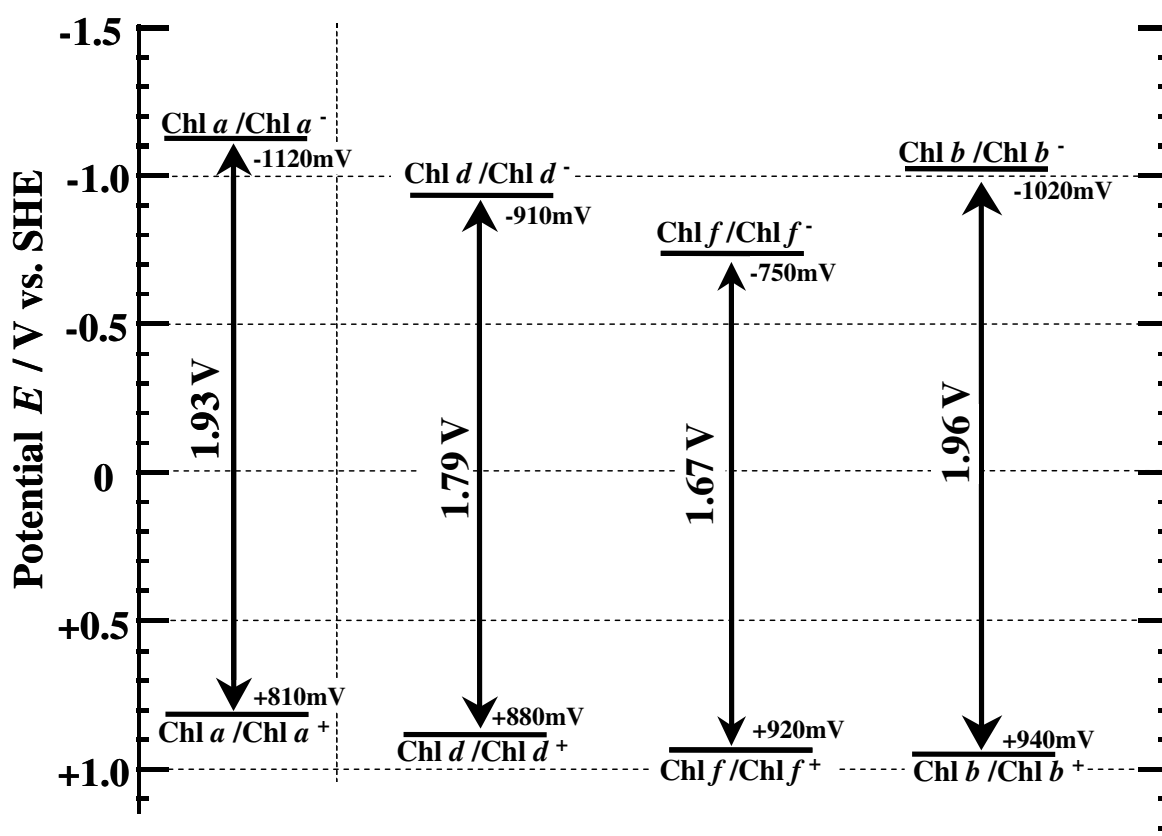 Potential E / V vs. SHE
-1.5
-1.0
-0.5
0
+0.5
+1.0
Chl a /Chl a -
-1120mV
1.93 V
+810mV
Chl a /Chl a +
Chl d /Chl d -
-910mV
1.79 V
+880mV
Chl d /Chl d +
Chl f /Chl f -
-750mV
1.67 V
+920mV
Chl f /Chl f +
Chl b /Chl b -
-1020mV
1.96 V
+940mV
Chl b /Chl b +